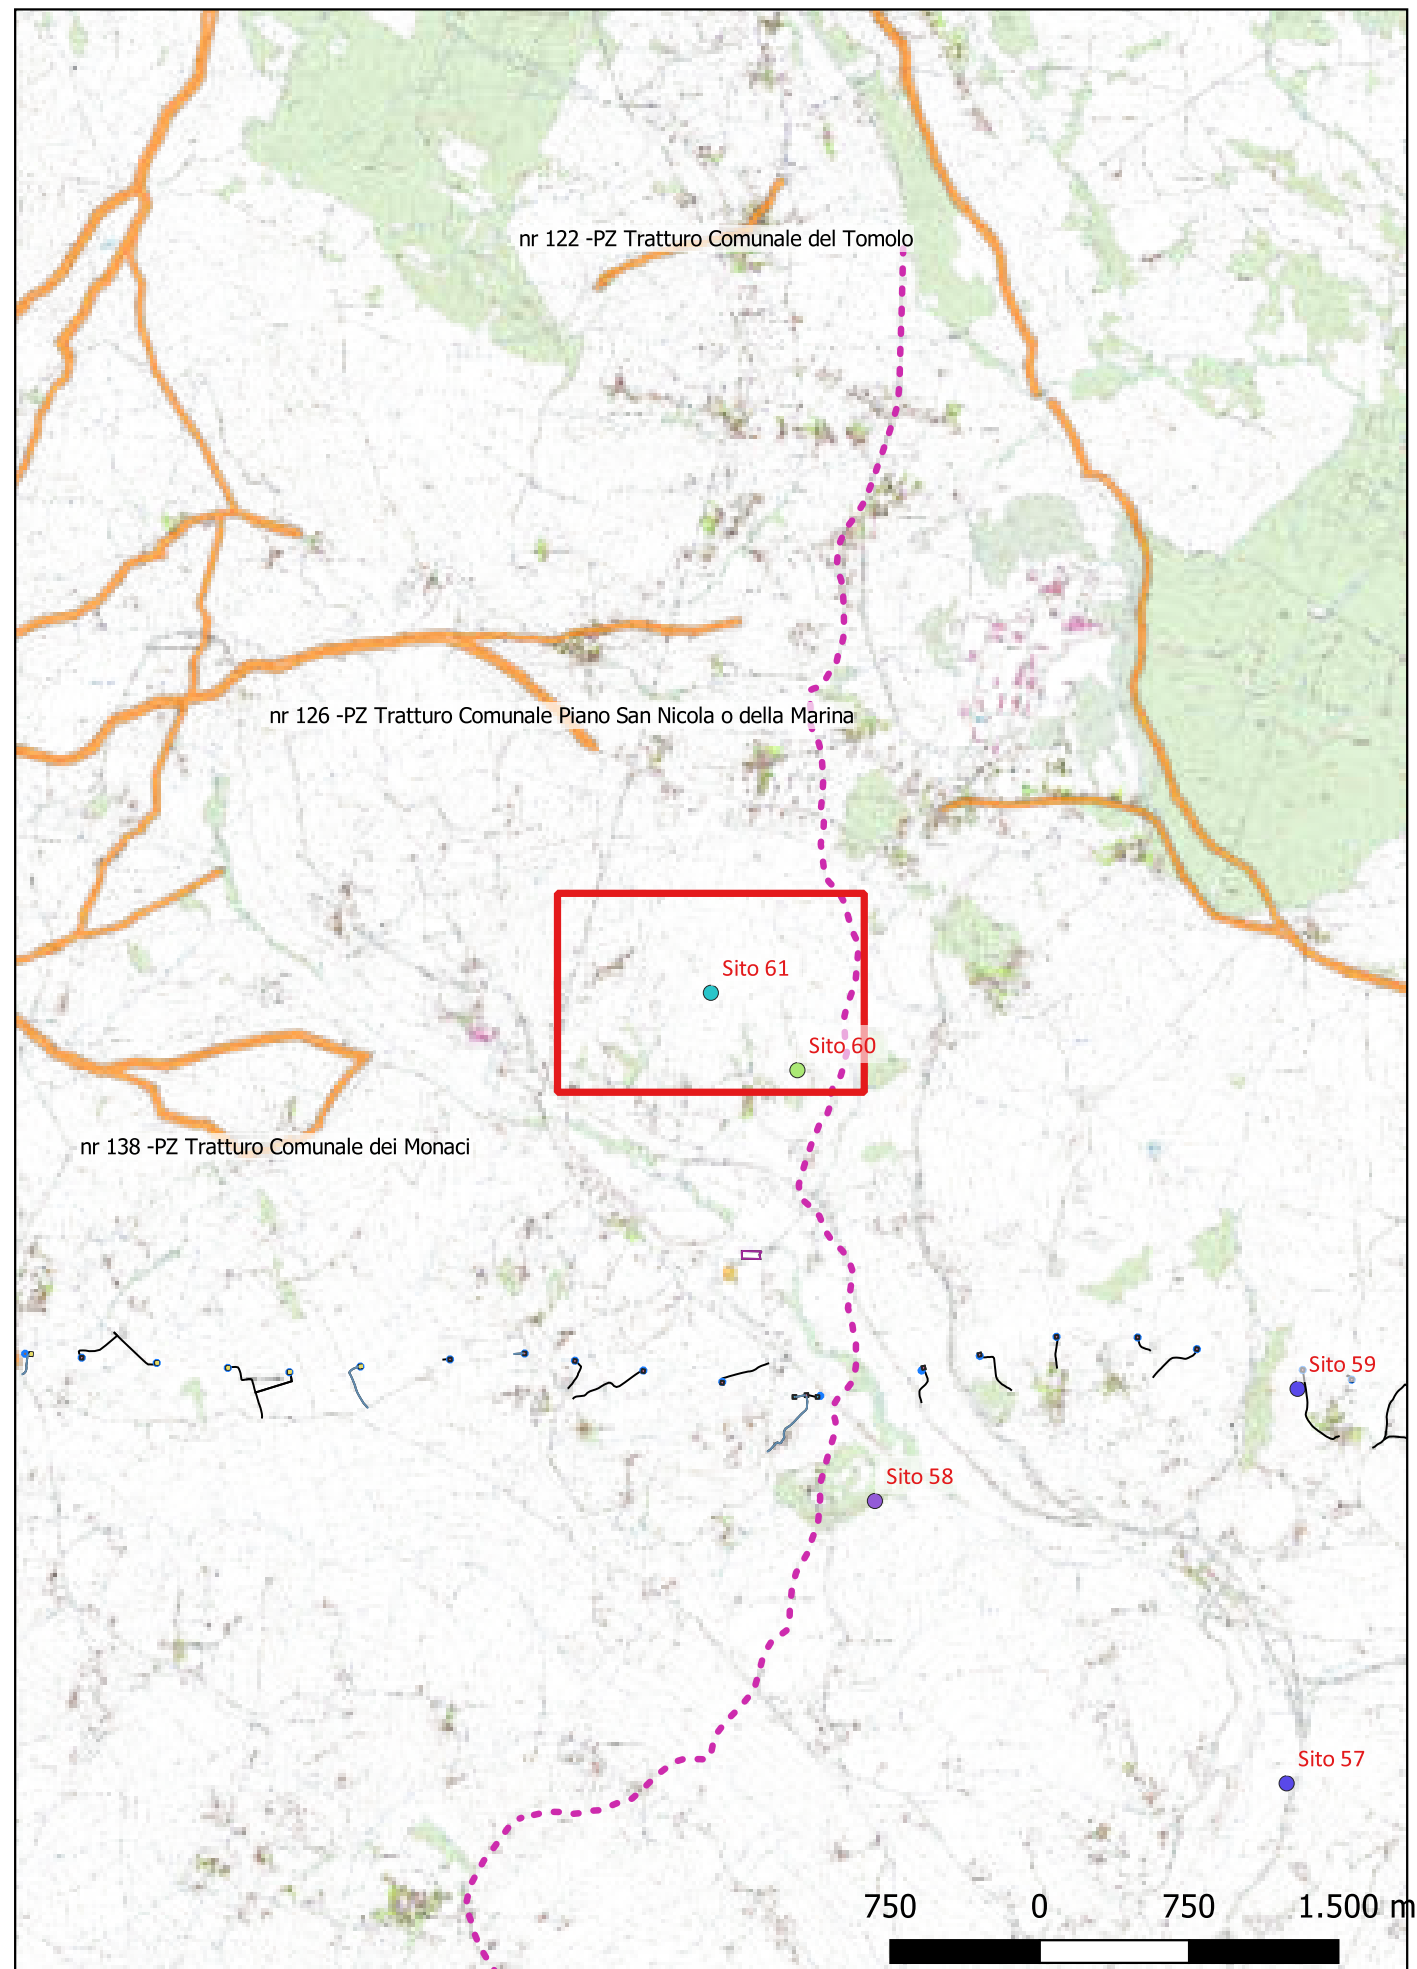 nr 122 -PZ Tratturo Comunale del Tomolo
nr 126 -PZ Tratturo Comunale Piano San Nicola o della Marina
Sito 61
Sito 60
nr 138 -PZ Tratturo Comunale dei Monaci
Sito 59
Sito 58
Sito 57
750 0 750 1.500 m